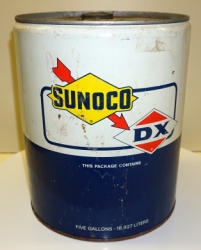 SUNOCO
DX
THIS PACKAGE CONTAINS
FIVE GALLONS - 18.927 LITERS